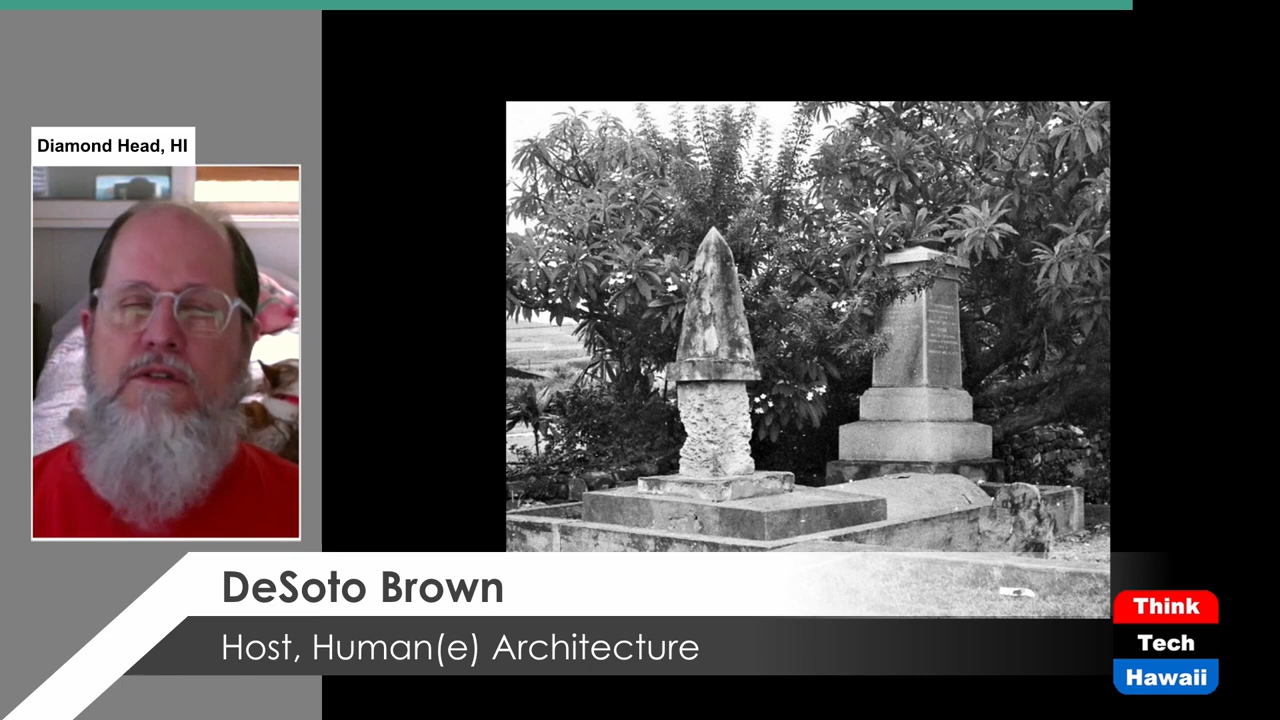 Diamond Head, HI
DeSoto Brown
Host, Human(e) Architecture
Think
Tech
Hawaii